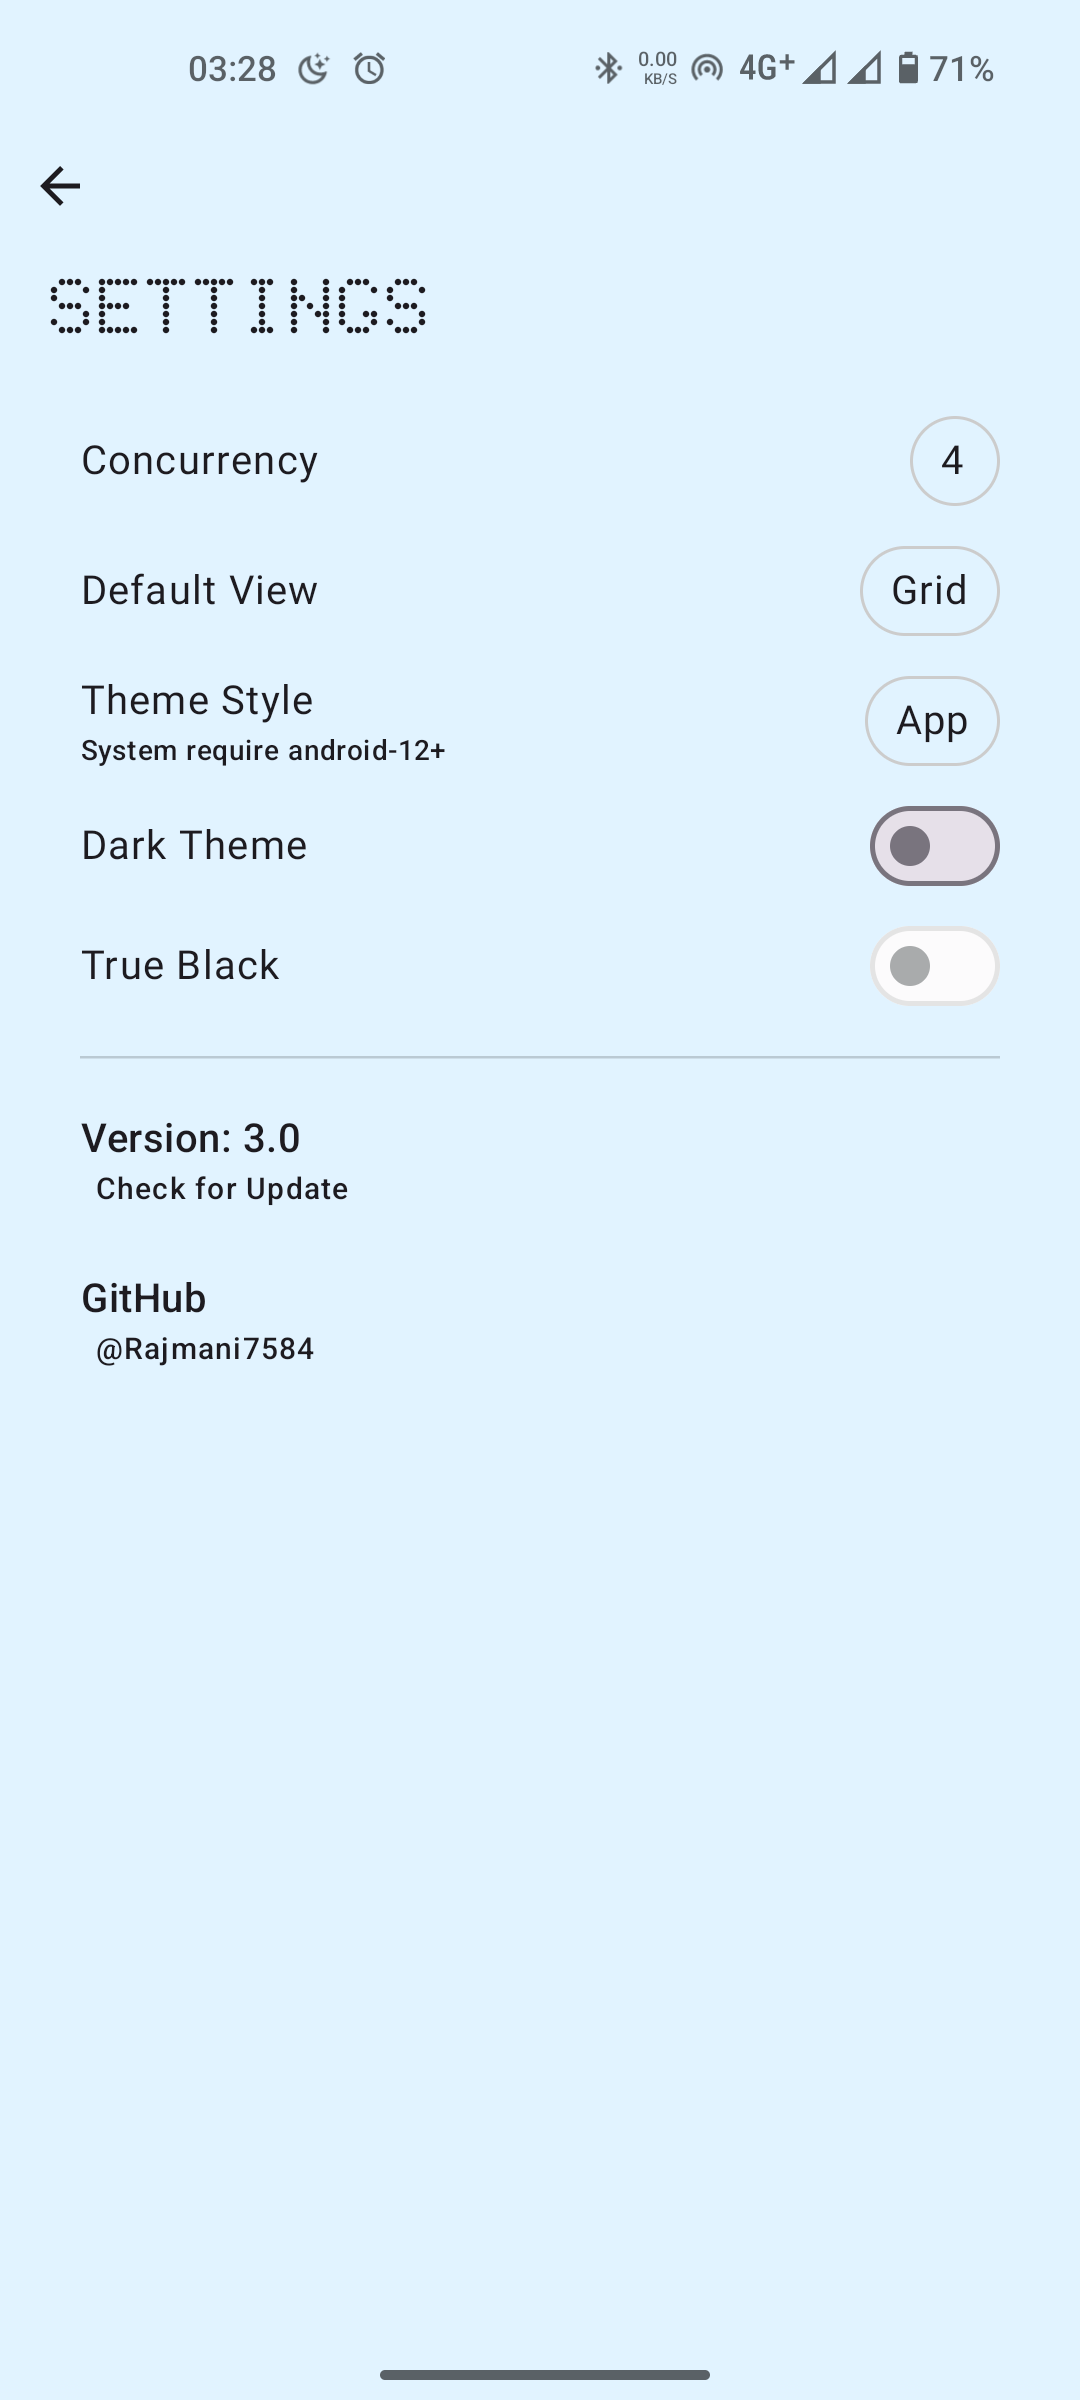 03:28 0.00 KB/S 4G+ 71%
SETTINGS
Concurrency 4
Default View Grid
Theme Style App
System require android-12+
Dark Theme
True Black
Version: 3.0
Check for Update
GitHub
@Rajmani7584